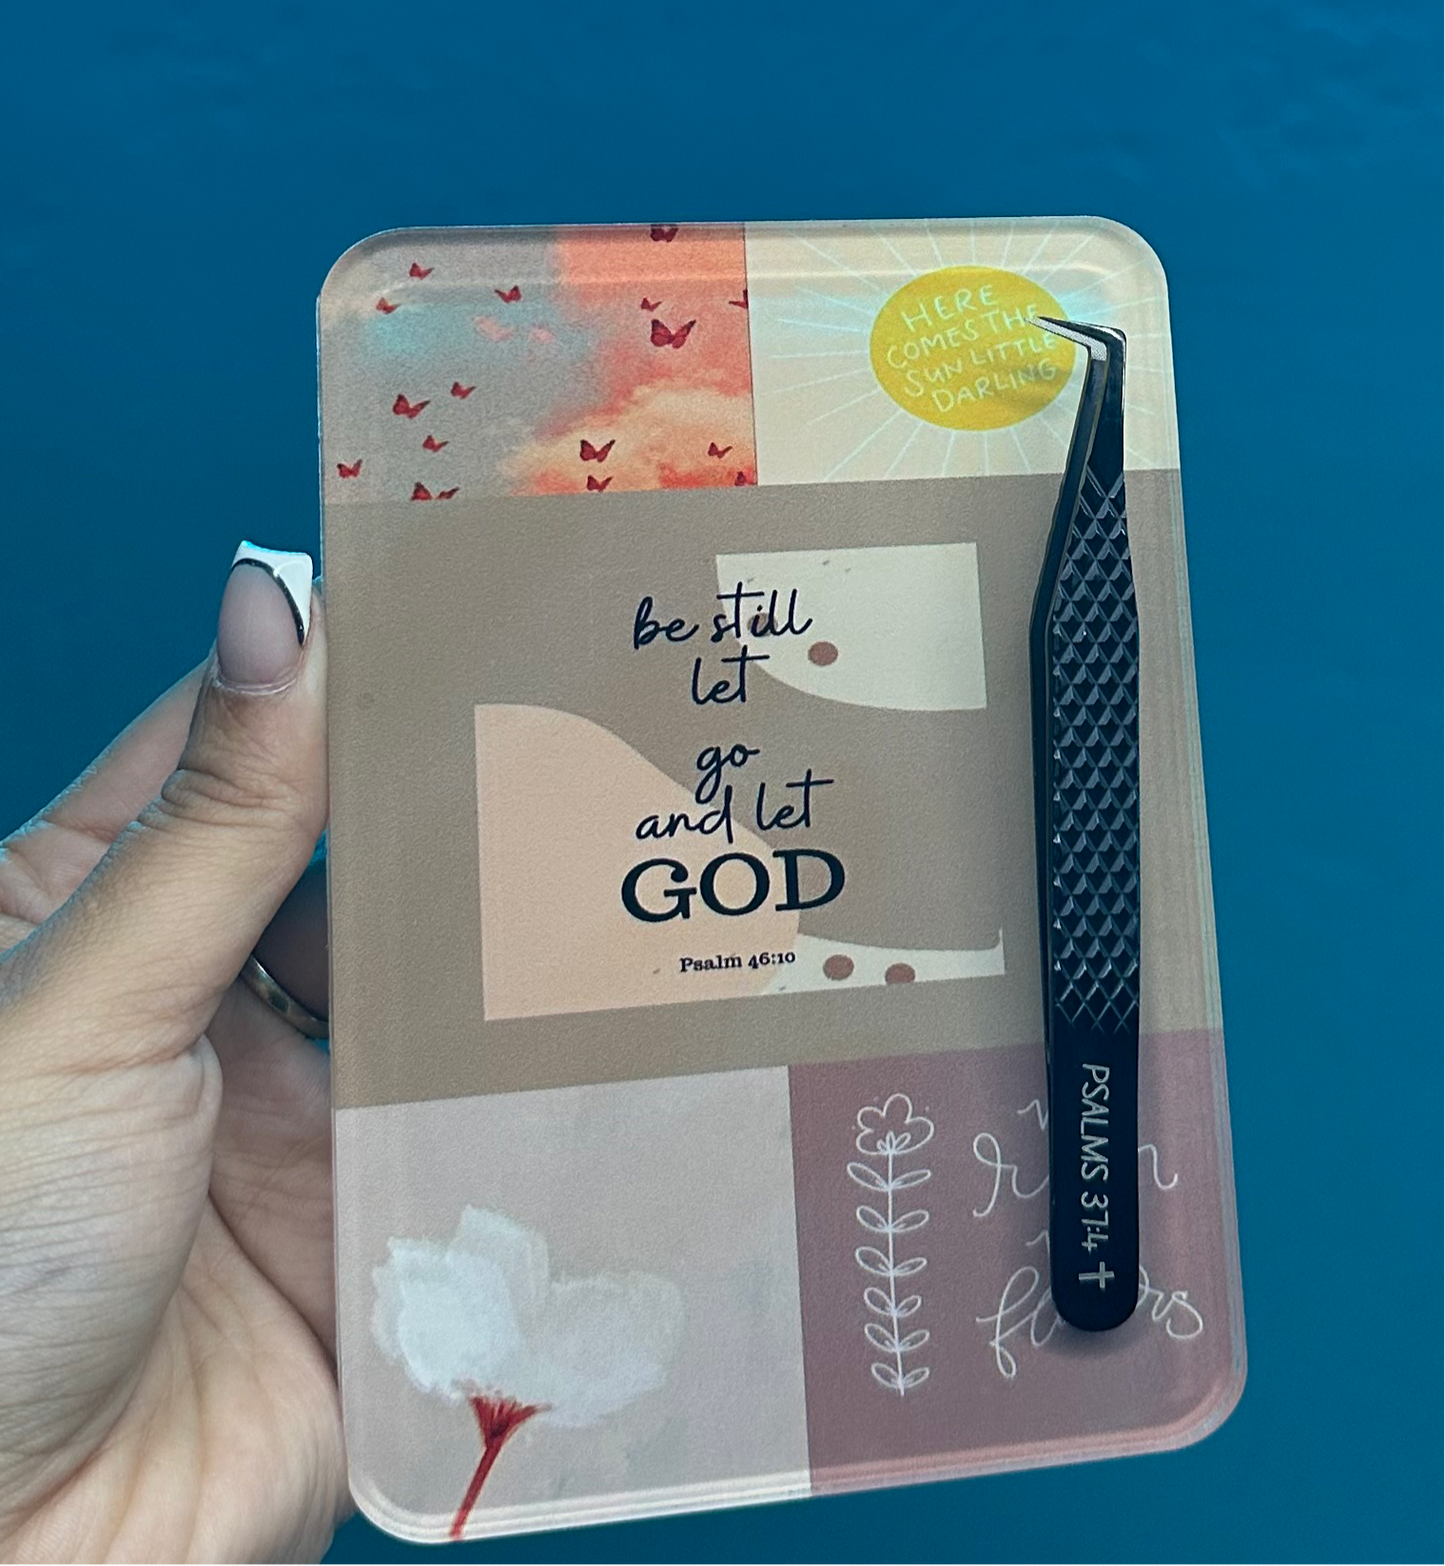 HERE
COMES THE
SUN LITTLE
DARLING
be still
let
go
and let
GOD
Psalm 46:10
PSALMS 37:4